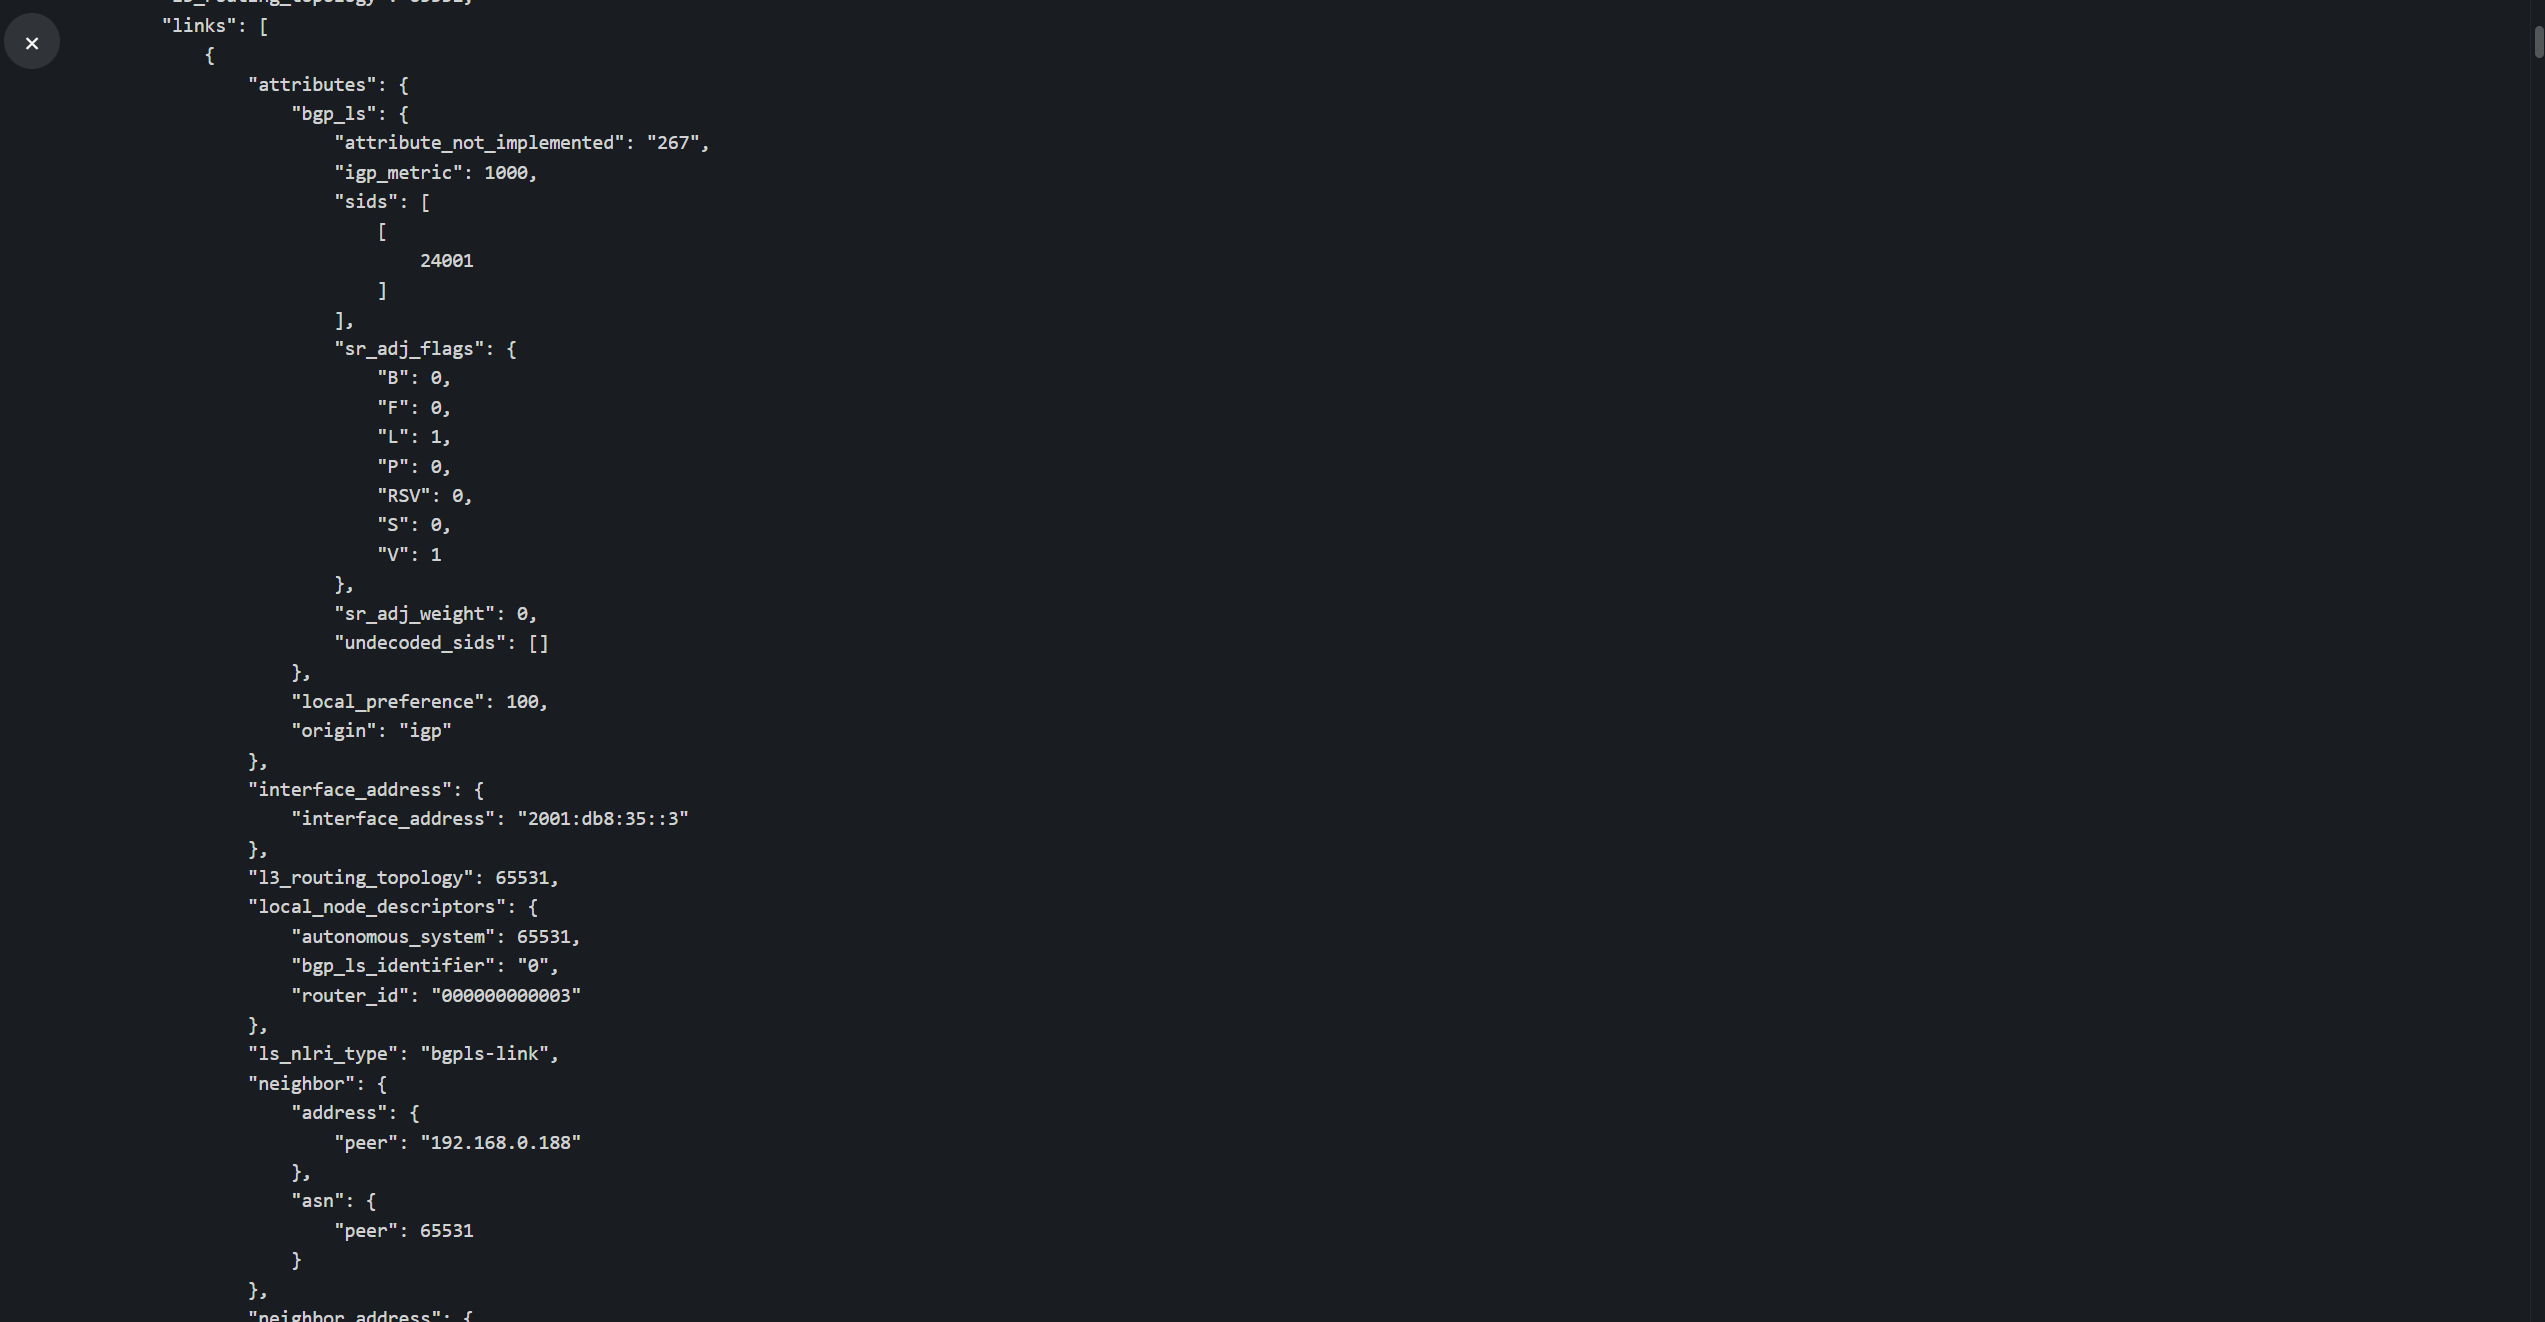 "l3_routing_topology": 65531,
"links": [
{
"attributes": {
"bgp_ls": {
"attribute_not_implemented": "267",
"igp_metric": 1000,
"sids": [
[
24001
]
],
"sr_adj_flags": {
"B": 0,
"F": 0,
"L": 1,
"P": 0,
"RSV": 0,
"S": 0,
"V": 1
},
"sr_adj_weight": 0,
"undecoded_sids": []
},
"local_preference": 100,
"origin": "igp"
},
"interface_address": {
"interface_address": "2001:db8:35::3"
},
"l3_routing_topology": 65531,
"local_node_descriptors": {
"autonomous_system": 65531,
"bgp_ls_identifier": "0",
"router_id": "000000000003"
},
"ls_nlri_type": "bgpls-link",
"neighbor": {
"address": {
"peer": "192.168.0.188"
},
"asn": {
"peer": 65531
}
},
"neighbor_address": {